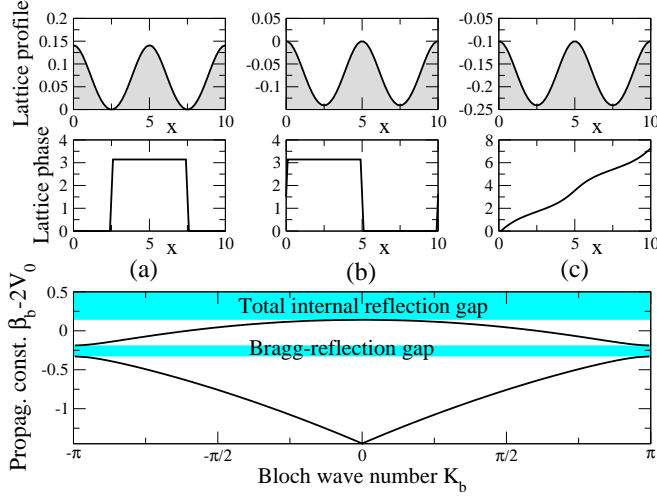 Lattice profile
0.2
0.15
0.1
0.05
0
0 5 10
x
0
-0.05
-0.1
0 5 10
x
-0.05
-0.1
-0.15
-0.2
-0.25
0 5 10
x
Lattice phase
4
3
2
1
0
0 5 10
x
4
3
2
1
0
0 5 10
x
8
6
4
2
0
0 5 10
x
(a) (b) (c)
Propag. const. β_b-2V_0
0.5
0
-0.5
-1
Total internal reflection gap
Bragg-reflection gap
-π -π/2 0 π/2 π
Bloch wave number K_b